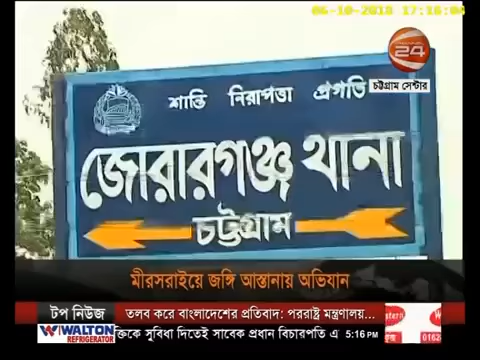 06-10-2018 17:16:04
24
চট্টগ্রাম সেন্টার
শান্তি নিরাপত্তা প্রগতি
জোরারগঞ্জ থানা
চট্টগ্রাম
মীরসরাইয়ে জঙ্গি আস্তানায় অভিযান
টপ নিউজ তলব করে বাংলাদেশের প্রতিবাদ: পররাষ্ট্র মন্ত্রণালয়...
WALTON
REFRIGERATOR
ক্তিকে সুবিধা দিতেই সাবেক প্রধান বিচারপতি এ 5:16 PM